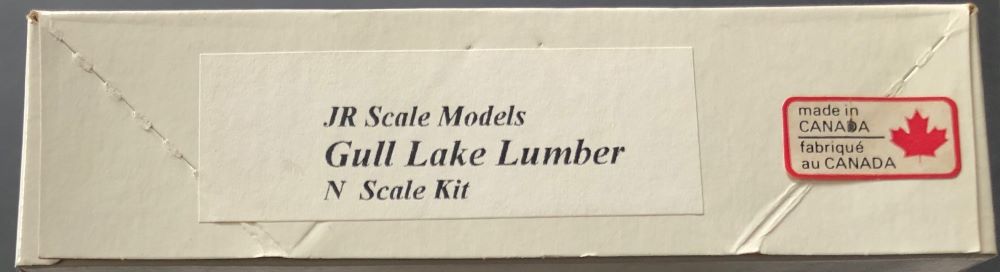 JR Scale Models
Gull Lake Lumber
N Scale Kit
made in
CANADA
fabriqué
au CANADA